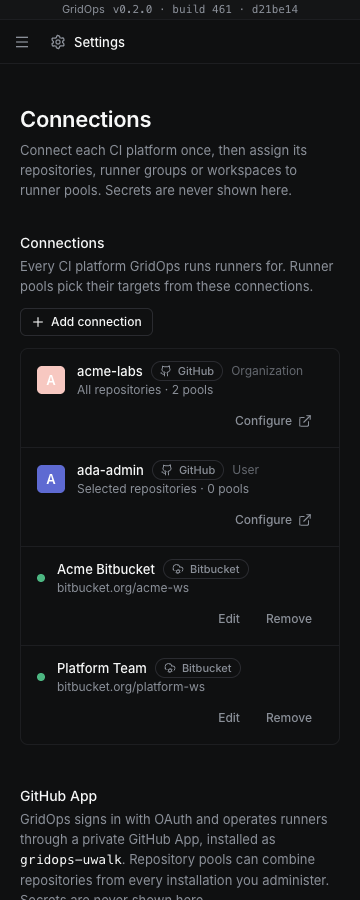 GridOps v0.2.0 · build 461 · d21be14
Settings
Connections
Connect each CI platform once, then assign its
repositories, runner groups or workspaces to
runner pools. Secrets are never shown here.
Connections
Every CI platform GridOps runs runners for. Runner
pools pick their targets from these connections.
Add connection
A
acme-labs GitHub Organization
All repositories · 2 pools
Configure
A
ada-admin GitHub User
Selected repositories · 0 pools
Configure
Acme Bitbucket Bitbucket
bitbucket.org/acme-ws
Edit Remove
Platform Team Bitbucket
bitbucket.org/platform-ws
Edit Remove
GitHub App
GridOps signs in with OAuth and operates runners
through a private GitHub App, installed as
gridops-uwalk. Repository pools can combine
repositories from every installation you administer.
Secrets are never shown here.